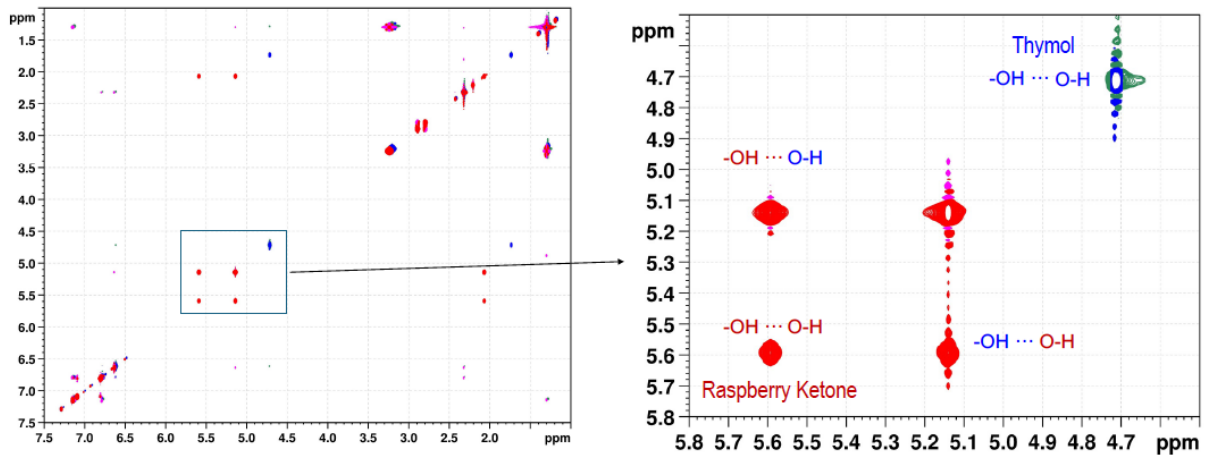 ppm
1.5
2.0
2.5
3.0
3.5
4.0
4.5
5.0
5.5
6.0
6.5
7.0
7.5
7.5 7.0 6.5 6.0 5.5 5.0 4.5 4.0 3.5 3.0 2.5 2.0 ppm
ppm
4.7
4.8
4.9
5.0
5.1
5.2
5.3
5.4
5.5
5.6
5.7
5.8
Thymol
-OH ··· O-H
-OH ··· O-H
-OH ··· O-H
-OH ··· O-H
Raspberry Ketone
5.8 5.7 5.6 5.5 5.4 5.3 5.2 5.1 5.0 4.9 4.8 4.7 ppm